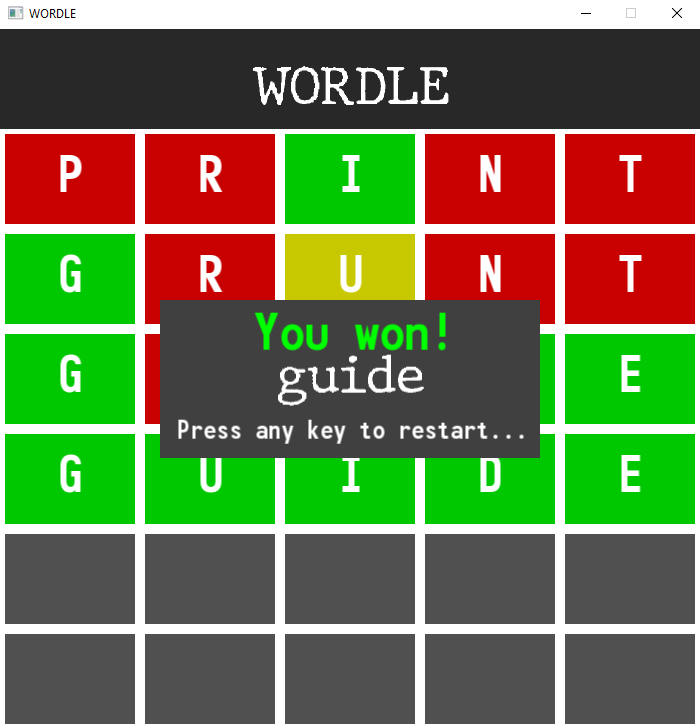 WORDLE
WORDLE
P R I N T
G R U N T
You won!
guide
G E
Press any key to restart...
G U I D E